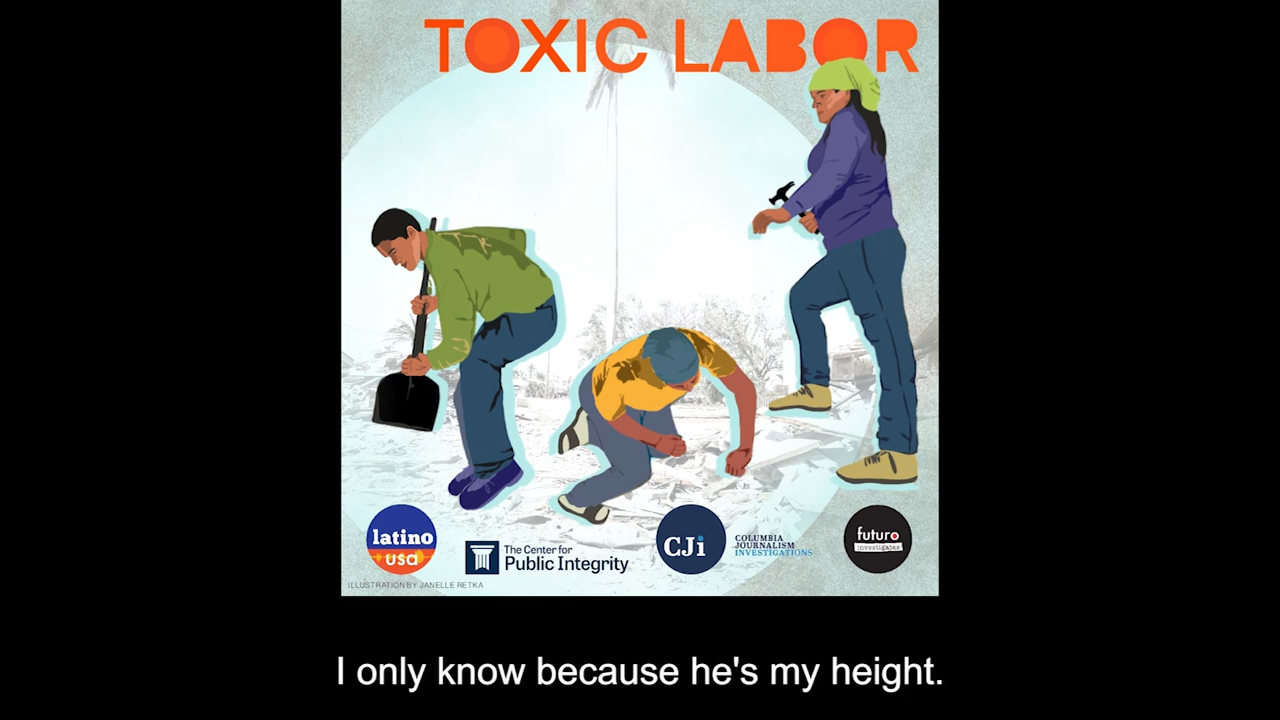 TOXIC LABOR
latino
usa
The Center for
Public Integrity
CJi
COLUMBIA
JOURNALISM
INVESTIGATIONS
futuro
investigates
ILLUSTRATION BY JANELLE RETKA
I only know because he's my height.